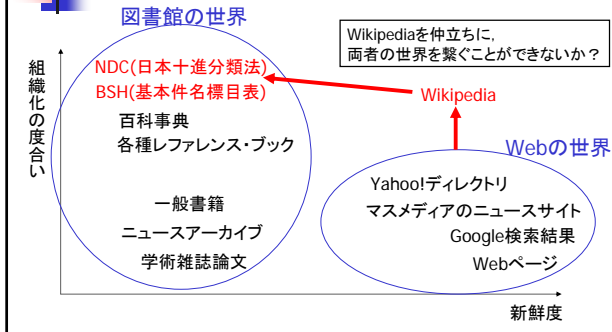 図書館の世界
Wikipediaを仲立ちに,
両者の世界を繋ぐことができないか？
組織化の度合い
NDC(日本十進分類法)
BSH(基本件名標目表)
百科事典
各種レファレンス・ブック
一般書籍
ニュースアーカイブ
学術雑誌論文
Wikipedia
Webの世界
Yahoo!ディレクトリ
マスメディアのニュースサイト
Google検索結果
Webページ
新鮮度